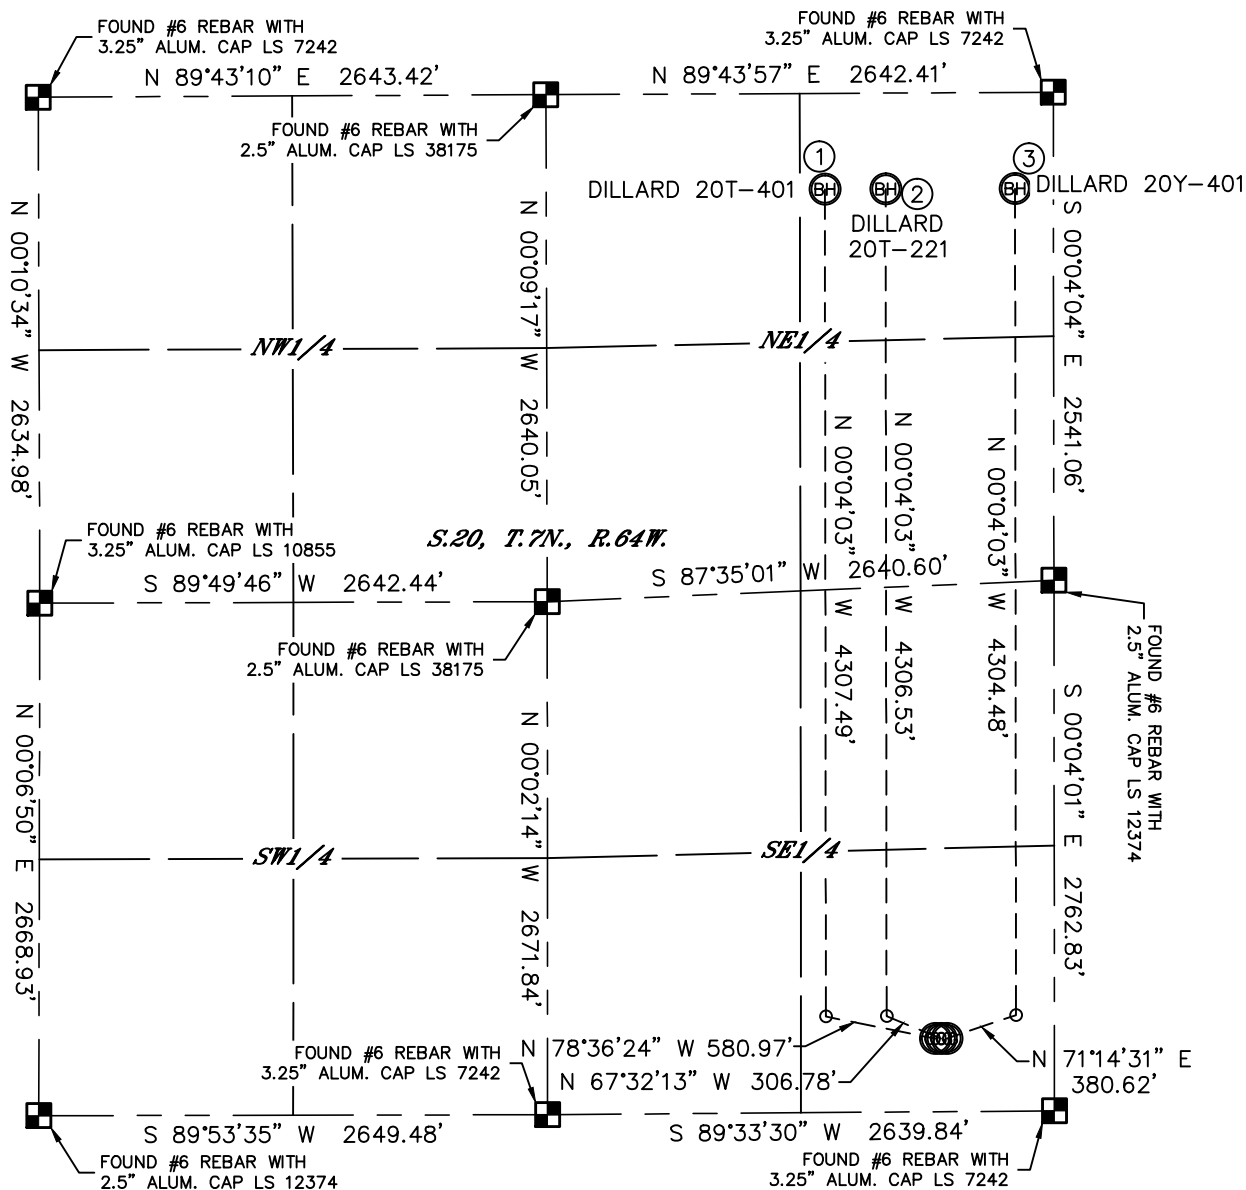 FOUND #6 REBAR WITH
3.25" ALUM. CAP LS 7242
FOUND #6 REBAR WITH
3.25" ALUM. CAP LS 7242
N 89°43'10" E 2643.42'
N 89°43'57" E 2642.41'
FOUND #6 REBAR WITH
2.5" ALUM. CAP LS 38175
1
3
DILLARD 20T-401
BH
BH
2
BH
DILLARD 20Y-401
DILLARD
20T-221
N 00°10'34" W 2634.98'
N 00°09'17" W 2640.05'
S 00°04'04" E 2541.06'
NW1/4
NE1/4
N 00°04'03" W 4307.49'
N 00°04'03" W 4306.53'
N 00°04'03" W 4304.48'
FOUND #6 REBAR WITH
3.25" ALUM. CAP LS 10855
S.20, T.7N., R.64W.
S 89°49'46" W 2642.44'
S 87°35'01" W 2640.60'
FOUND #6 REBAR WITH
2.5" ALUM. CAP LS 38175
FOUND #6 REBAR WITH
2.5" ALUM. CAP LS 12374
N 00°06'50" E 2668.93'
N 00°02'14" W 2671.84'
S 00°04'01" E 2762.83'
SW1/4
SE1/4
FOUND #6 REBAR WITH
3.25" ALUM. CAP LS 7242
N 78°36'24" W 580.97'
N 67°32'13" W 306.78'
N 71°14'31" E
380.62'
S 89°53'35" W 2649.48'
S 89°33'30" W 2639.84'
FOUND #6 REBAR WITH
2.5" ALUM. CAP LS 12374
FOUND #6 REBAR WITH
3.25" ALUM. CAP LS 7242